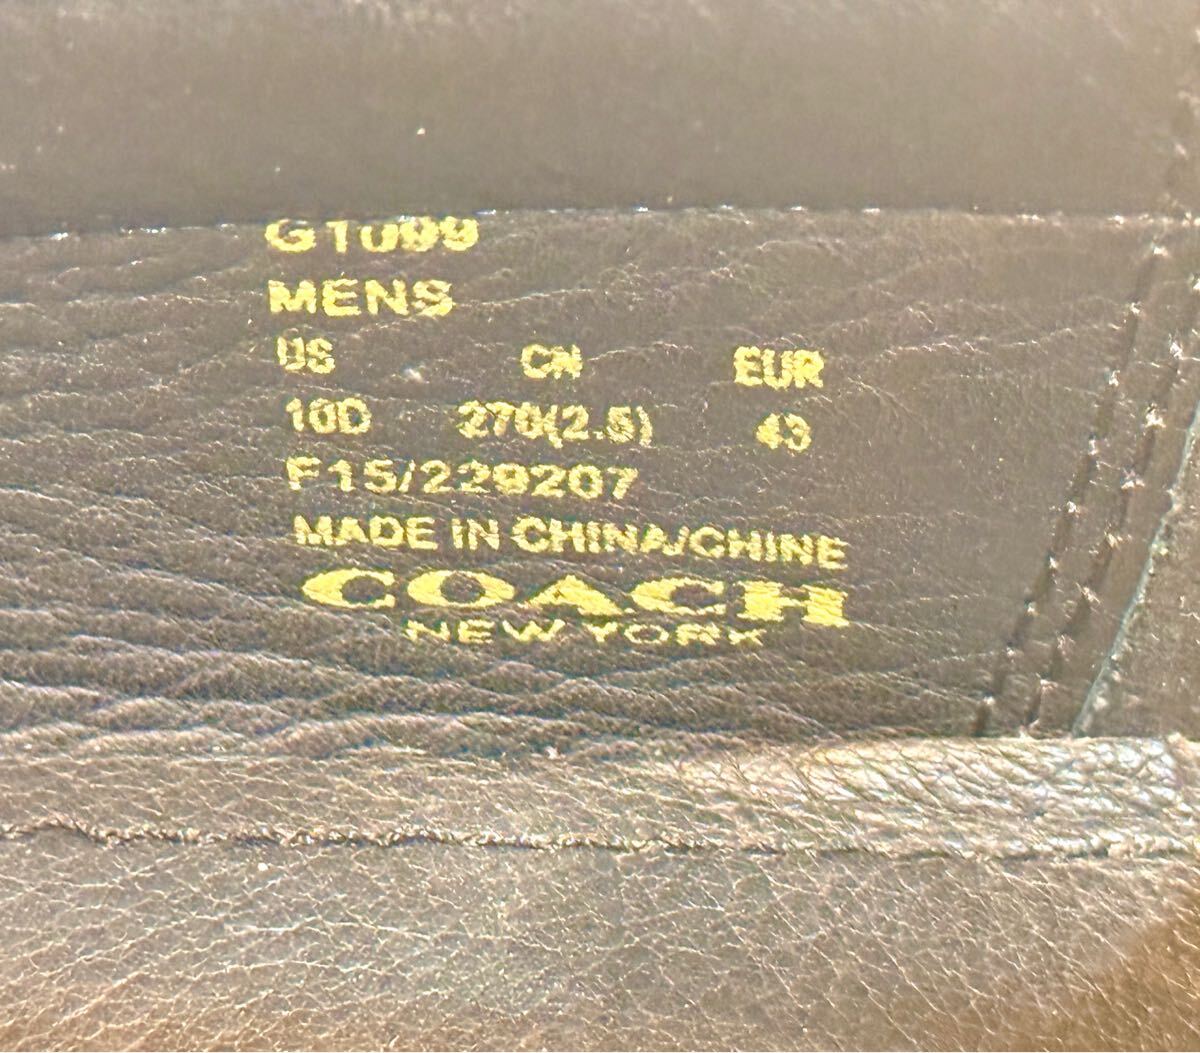 G1099
MENS
US CN EUR
10D 270(2.5) 43
F15/229207
MADE IN CHINA/CHINE
COACH
NEW YORK